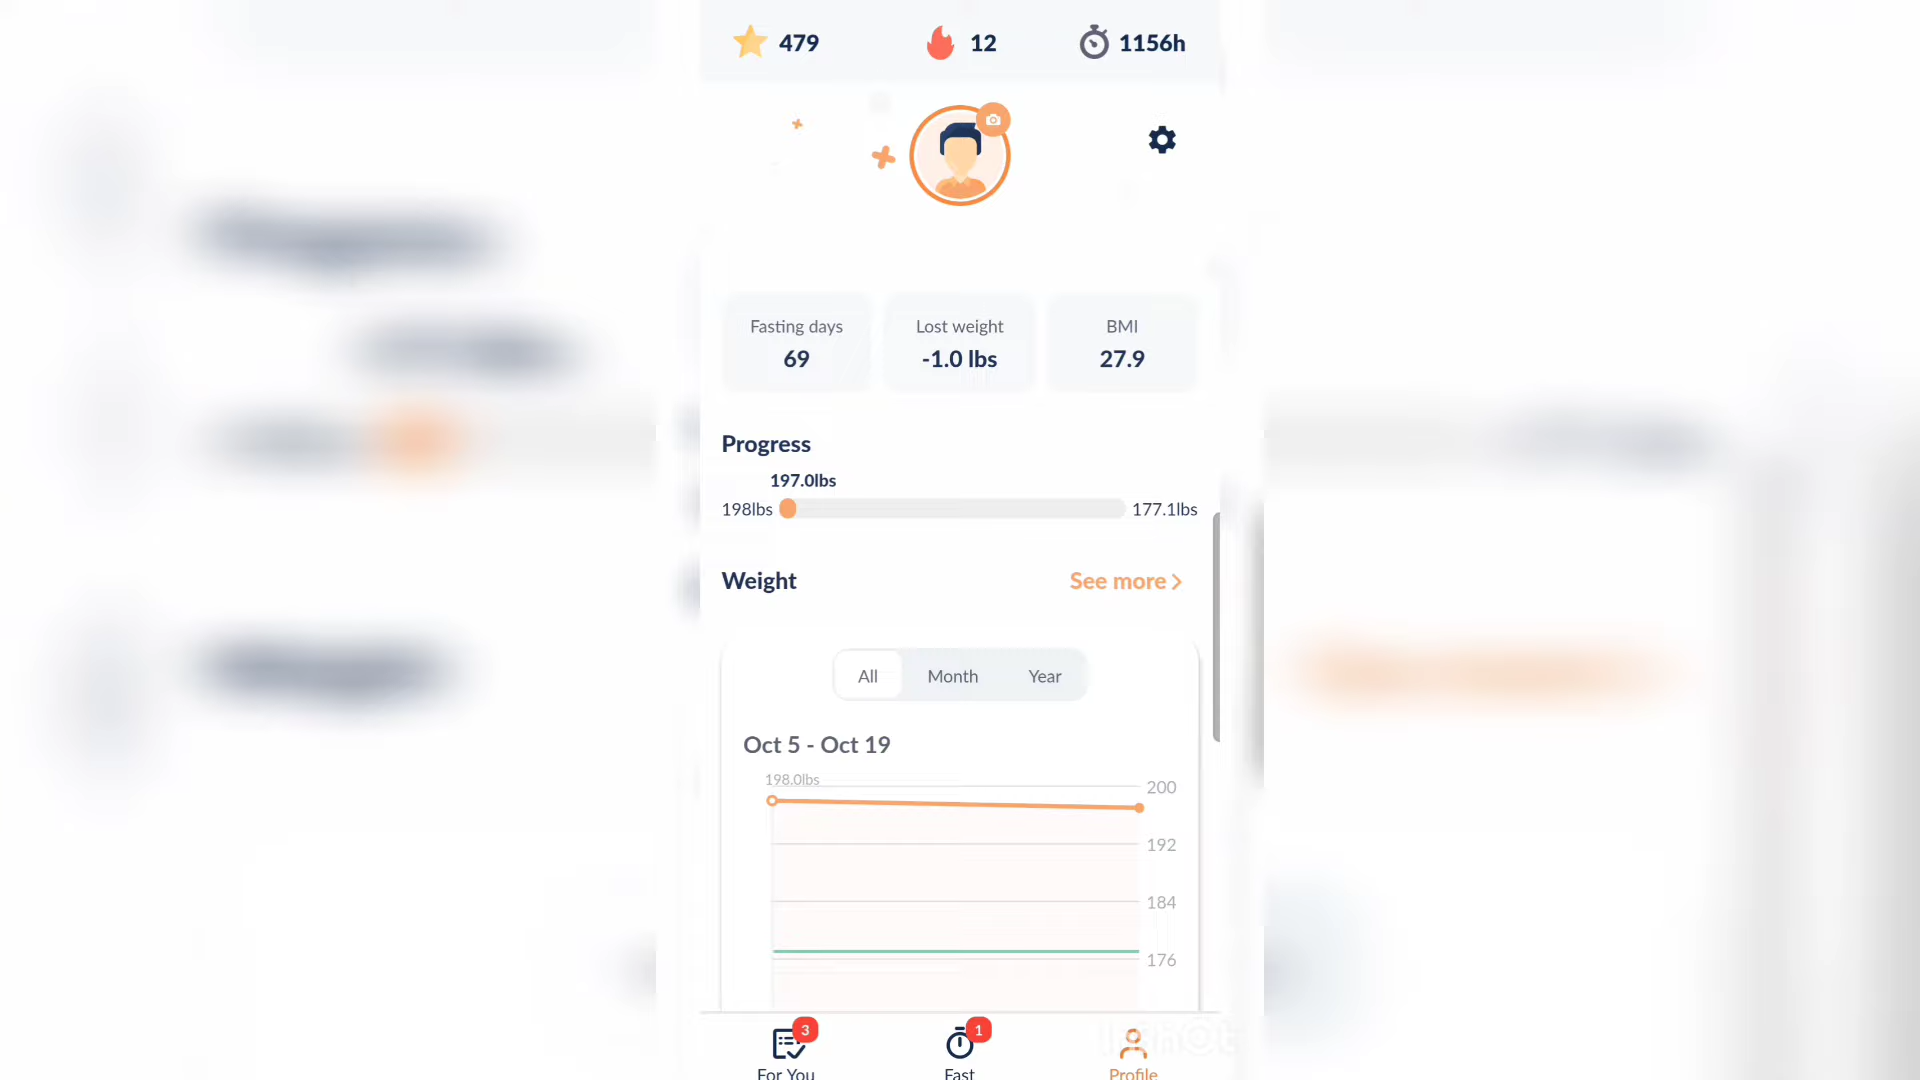 479 12 1156h
Fasting days Lost weight BMI
69 -1.0 lbs 27.9
Progress
197.0lbs
198lbs 177.1lbs
Weight See more
All Month Year
Oct 5 - Oct 19
198.0lbs
200
192
184
176
3 1
For You Fast Profile